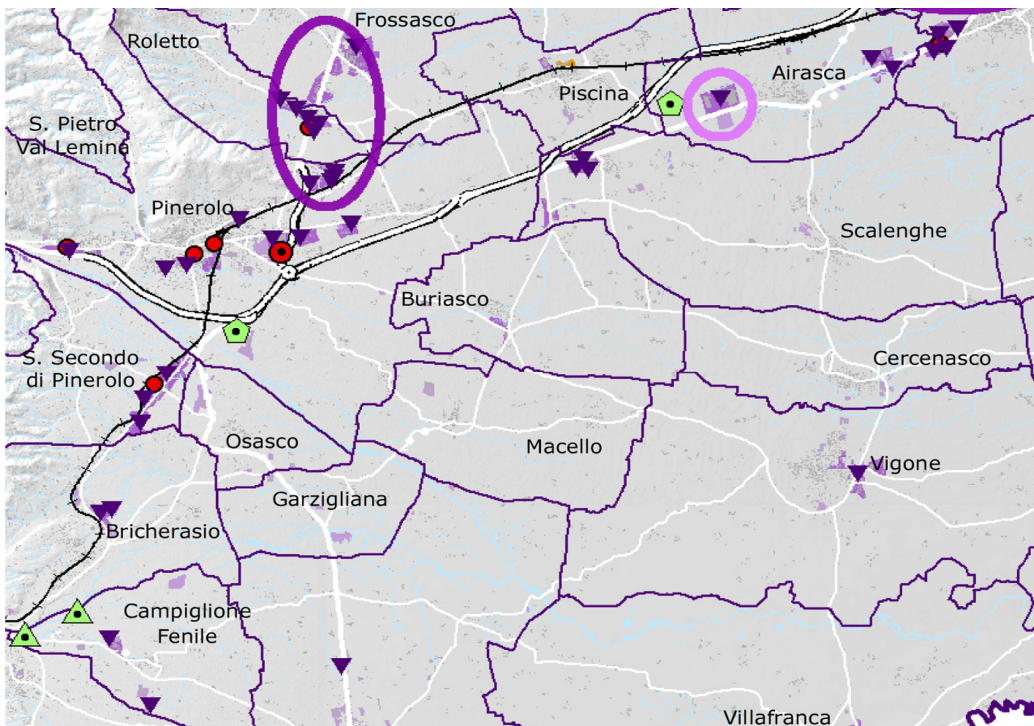 Frossasco
Roletto
Airasca
Piscina
S. Pietro
Val Lemina
Pinerolo
Scalenghe
Buriasco
S. Secondo
di Pinerolo
Cercenasco
Osasco
Macello
Vigone
Garzigliana
Bricherasio
Campiglione
Fenile
Villafranca